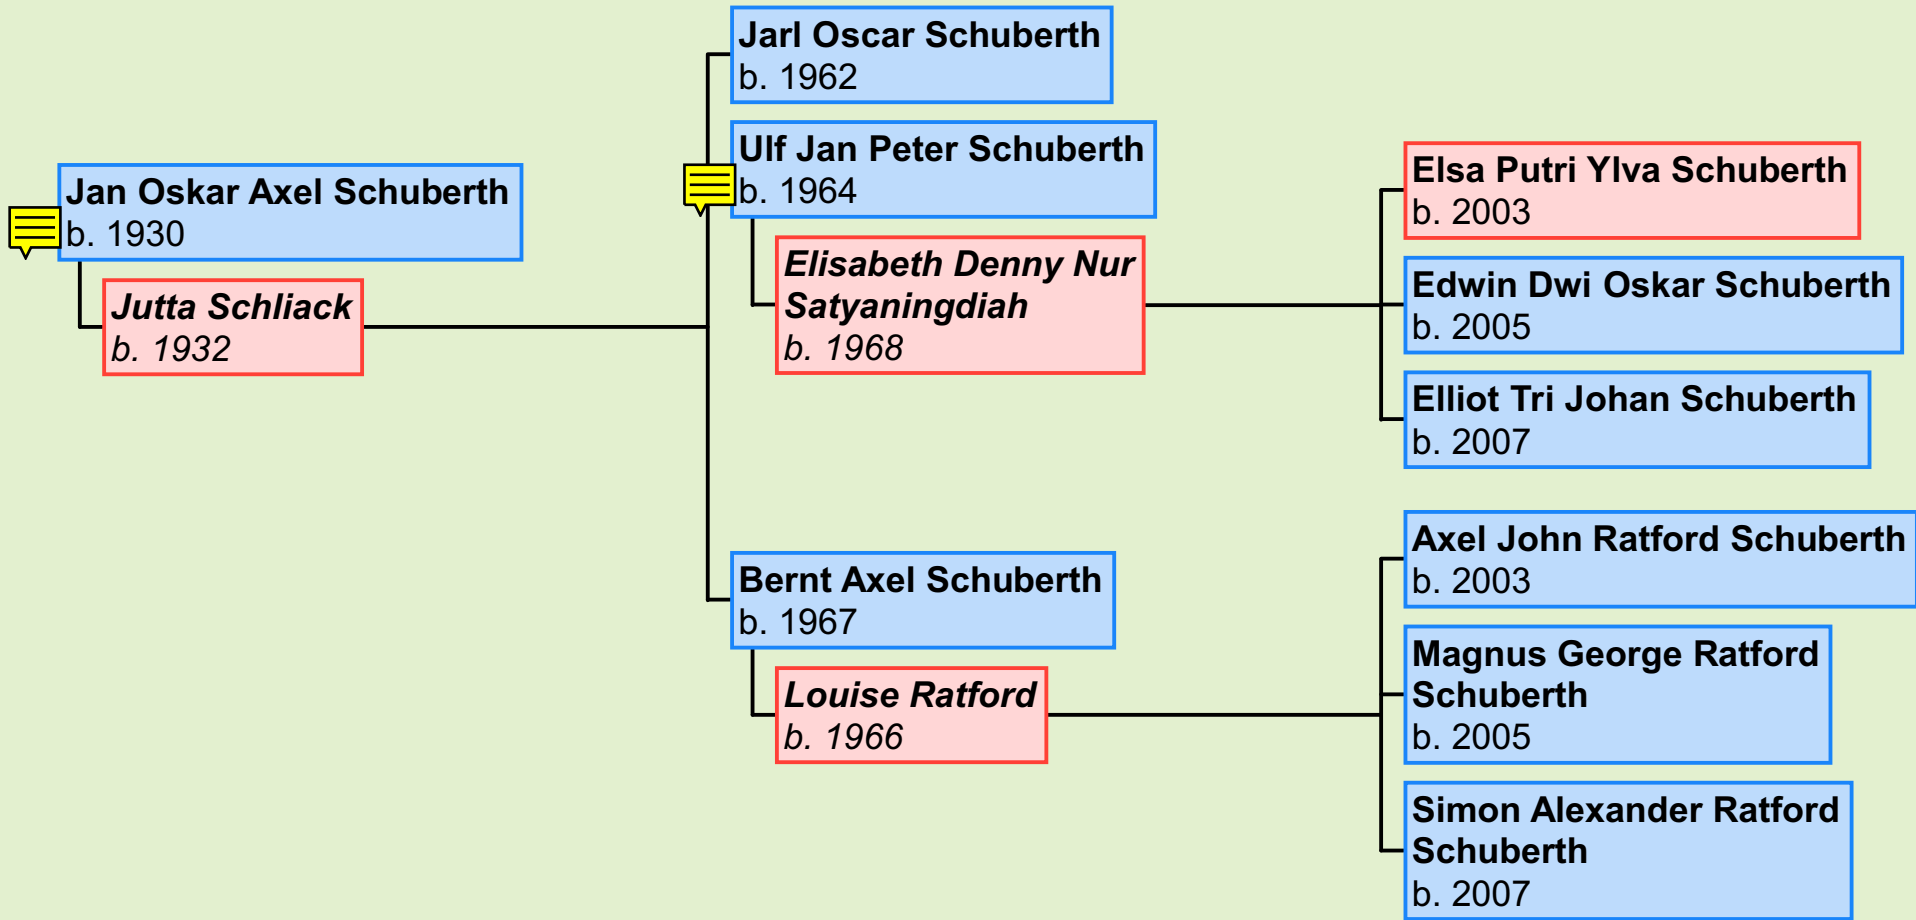 Jan Oskar Axel Schuberth
b. 1930
Jutta Schliack
b. 1932
Jarl Oscar Schuberth
b. 1962
Ulf Jan Peter Schuberth
b. 1964
Elisabeth Denny Nur
Satyaningdiah
b. 1968
Bernt Axel Schuberth
b. 1967
Louise Ratford
b. 1966
Elsa Putri Ylva Schuberth
b. 2003
Edwin Dwi Oskar Schuberth
b. 2005
Elliot Tri Johan Schuberth
b. 2007
Axel John Ratford Schuberth
b. 2003
Magnus George Ratford
Schuberth
b. 2005
Simon Alexander Ratford
Schuberth
b. 2007